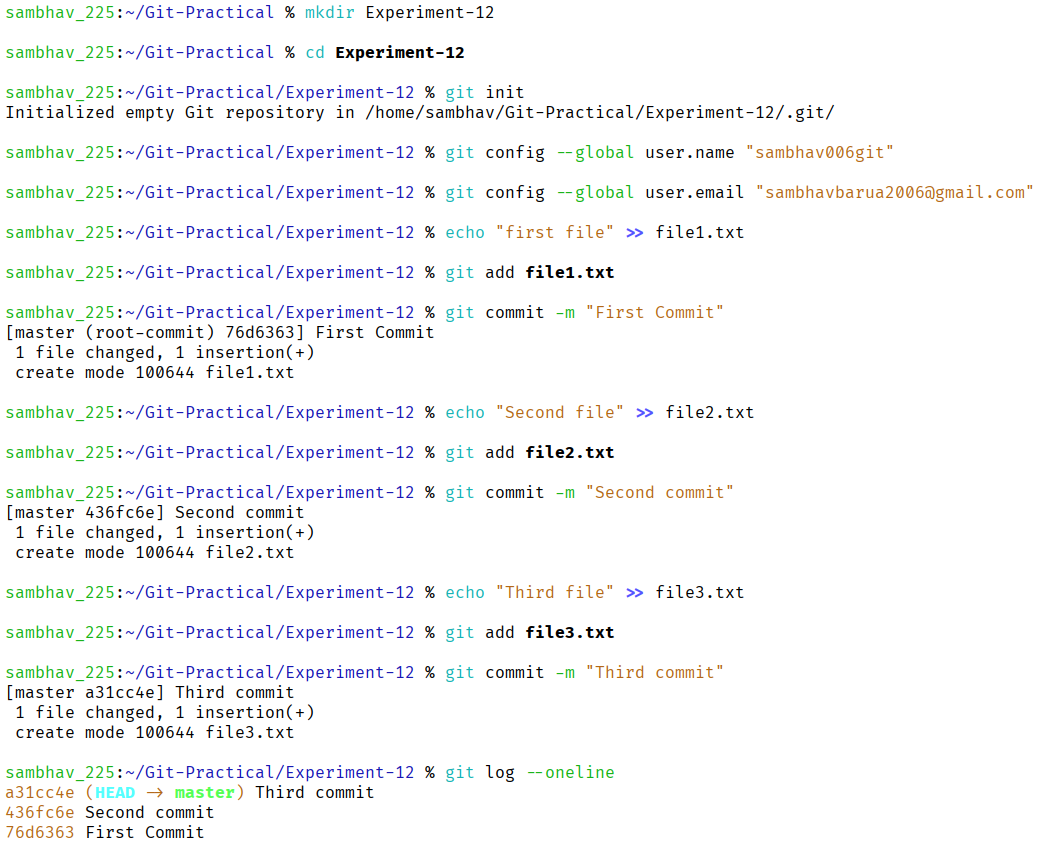 sambhav_225:~/Git-Practical % mkdir Experiment-12
sambhav_225:~/Git-Practical % cd Experiment-12
sambhav_225:~/Git-Practical/Experiment-12 % git init
Initialized empty Git repository in /home/sambhav/Git-Practical/Experiment-12/.git/
sambhav_225:~/Git-Practical/Experiment-12 % git config --global user.name "sambhav006git"
sambhav_225:~/Git-Practical/Experiment-12 % git config --global user.email "sambhavbarua2006@gmail.com"
sambhav_225:~/Git-Practical/Experiment-12 % echo "first file" >> file1.txt
sambhav_225:~/Git-Practical/Experiment-12 % git add file1.txt
sambhav_225:~/Git-Practical/Experiment-12 % git commit -m "First Commit"
[master (root-commit) 76d6363] First Commit
 1 file changed, 1 insertion(+)
 create mode 100644 file1.txt
sambhav_225:~/Git-Practical/Experiment-12 % echo "Second file" >> file2.txt
sambhav_225:~/Git-Practical/Experiment-12 % git add file2.txt
sambhav_225:~/Git-Practical/Experiment-12 % git commit -m "Second commit"
[master 436fc6e] Second commit
 1 file changed, 1 insertion(+)
 create mode 100644 file2.txt
sambhav_225:~/Git-Practical/Experiment-12 % echo "Third file" >> file3.txt
sambhav_225:~/Git-Practical/Experiment-12 % git add file3.txt
sambhav_225:~/Git-Practical/Experiment-12 % git commit -m "Third commit"
[master a31cc4e] Third commit
 1 file changed, 1 insertion(+)
 create mode 100644 file3.txt
sambhav_225:~/Git-Practical/Experiment-12 % git log --oneline
a31cc4e (HEAD -> master) Third commit
436fc6e Second commit
76d6363 First Commit